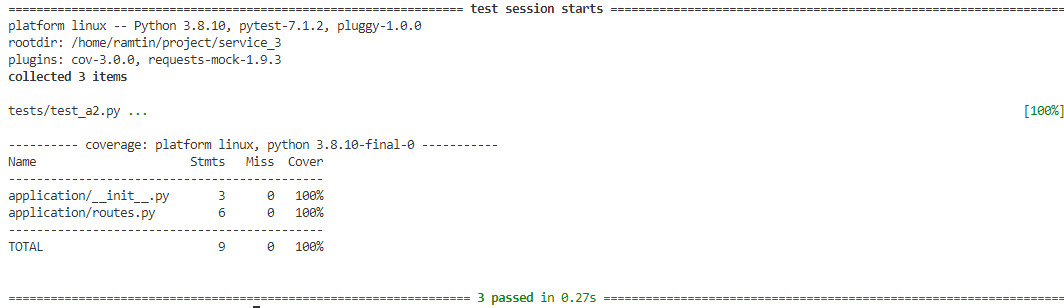 ================================================================= test session starts =================================================================
platform linux -- Python 3.8.10, pytest-7.1.2, pluggy-1.0.0
rootdir: /home/ramtin/project/service_3
plugins: cov-3.0.0, requests-mock-1.9.3
collected 3 items
tests/test_a2.py ... [100%]
---------- coverage: platform linux, python 3.8.10-final-0 -----------
Name Stmts Miss Cover
---------------------------------------------
application/__init__.py 3 0 100%
application/routes.py 6 0 100%
---------------------------------------------
TOTAL 9 0 100%
================================================================== 3 passed in 0.27s ==================================================================